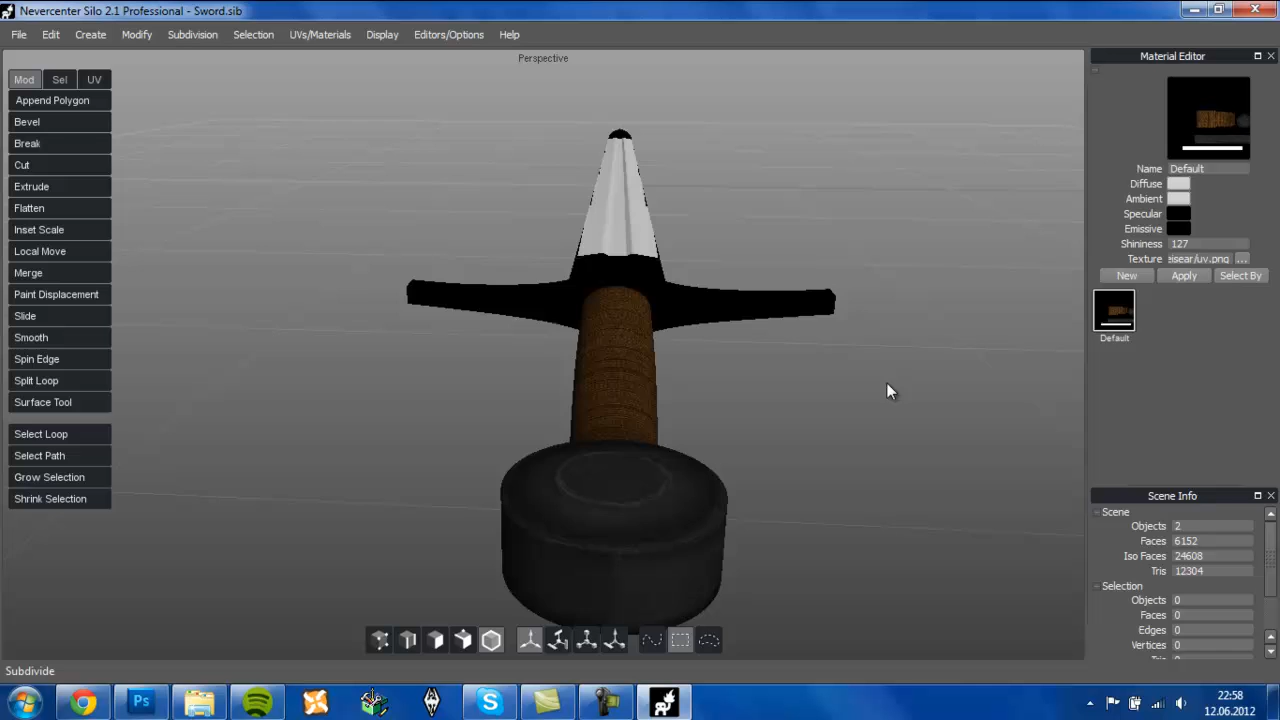 Nevercenter Silo 2.1 Professional - Sword.sib
File Edit Create Modify Subdivision Selection UVs/Materials Display Editors/Options Help
Perspective
Material Editor
Mod Sel UV
Append Polygon
Bevel
Break
Cut
Extrude
Flatten
Inset Scale
Local Move
Merge
Paint Displacement
Slide
Smooth
Spin Edge
Split Loop
Surface Tool
Select Loop
Select Path
Grow Selection
Shrink Selection
Name Default
Diffuse
Ambient
Specular
Emissive
Shininess 127
Texture eisear/uv.png ...
New Apply Select By
Default
Scene Info
Scene
Objects 2
Faces 6152
Iso Faces 24608
Tris 12304
Selection
Objects 0
Faces 0
Edges 0
Vertices 0
Subdivide
Ps
22:58
12.06.2012